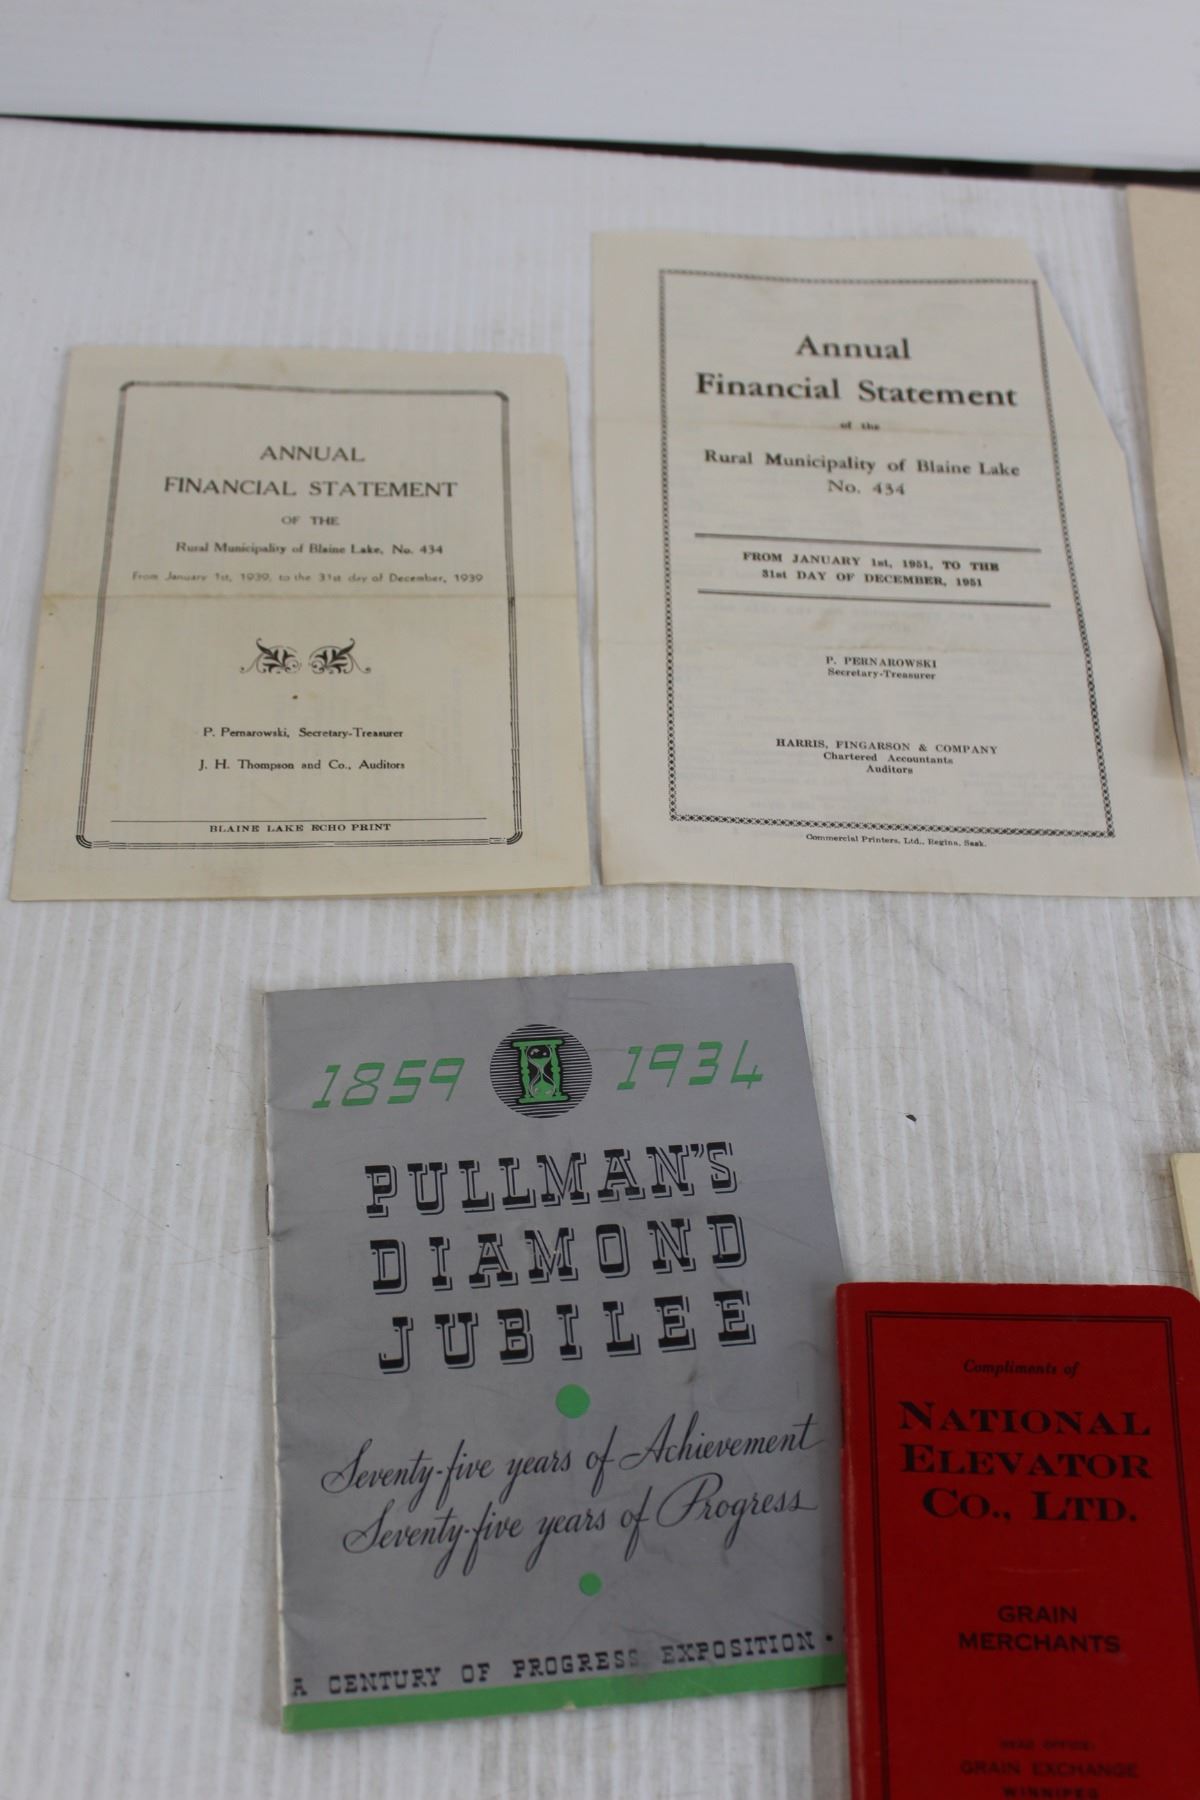 ANNUAL
FINANCIAL STATEMENT
OF THE
Rural Municipality of Blaine Lake, No. 434
From January 1st, 1939, to the 31st day of December, 1939
P. Pernarowski, Secretary-Treasurer
J. H. Thompson and Co., Auditors
BLAINE LAKE ECHO PRINT
Annual
Financial Statement
of the
Rural Municipality of Blaine Lake
No. 434
FROM JANUARY 1st, 1951, TO THE
31st DAY OF DECEMBER, 1951
P. PERNAROWSKI
Secretary-Treasurer
HARRIS, FINGARSON & COMPANY
Chartered Accountants
Auditors
Commercial Printers, Ltd., Regina, Sask.
1859 1934
PULLMAN'S
DIAMOND
JUBILEE
Seventy-five years of Achievement
Seventy-five years of Progress
A CENTURY OF PROGRESS EXPOSITION •
Compliments of
NATIONAL
ELEVATOR
CO., LTD.
GRAIN
MERCHANTS
HEAD OFFICE:
GRAIN EXCHANGE
WINNIPEG